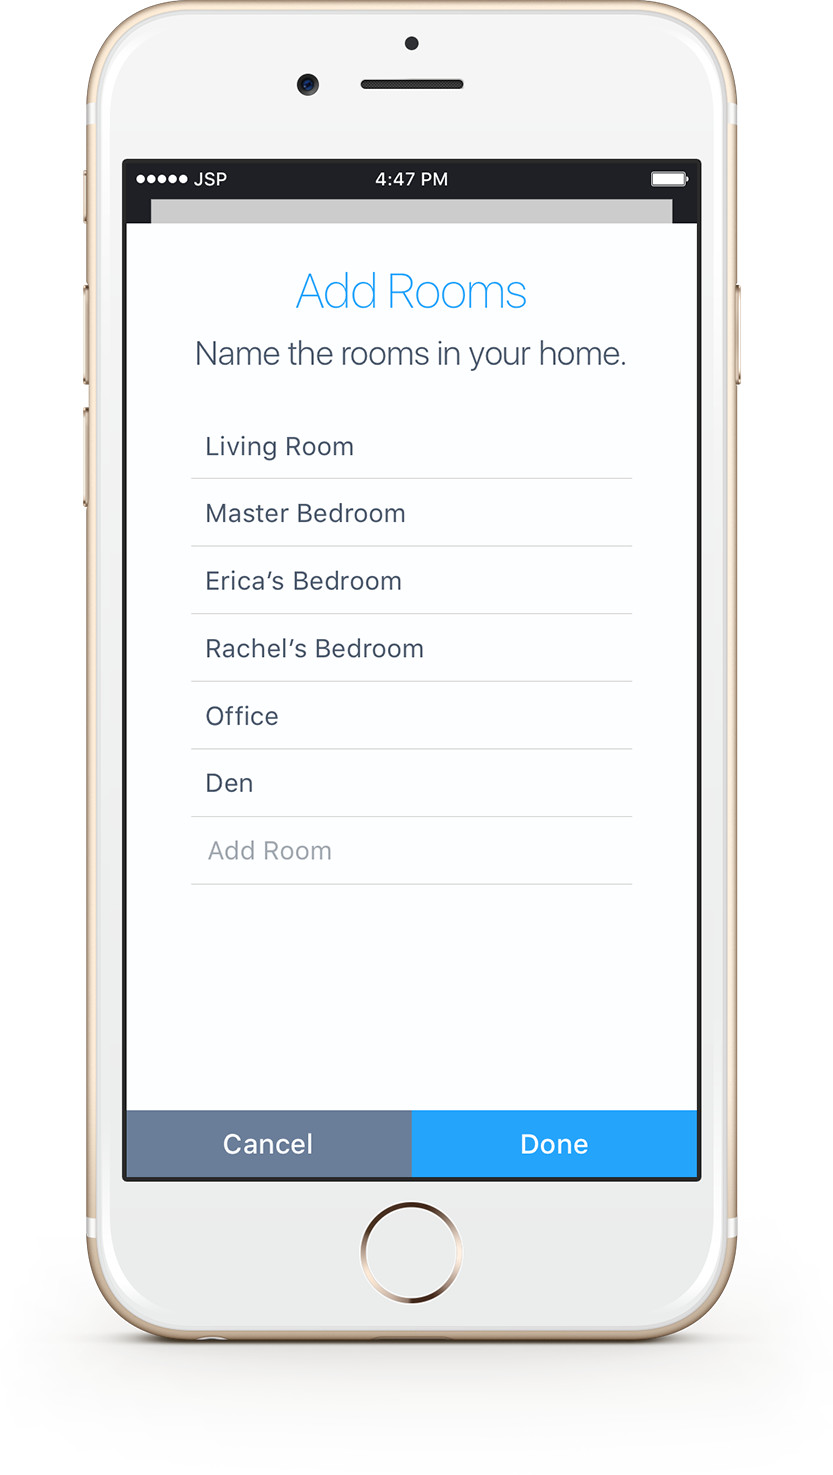 JSP 4:47 PM
Add Rooms
Name the rooms in your home.
Living Room
Master Bedroom
Erica’s Bedroom
Rachel’s Bedroom
Office
Den
Add Room
Cancel Done